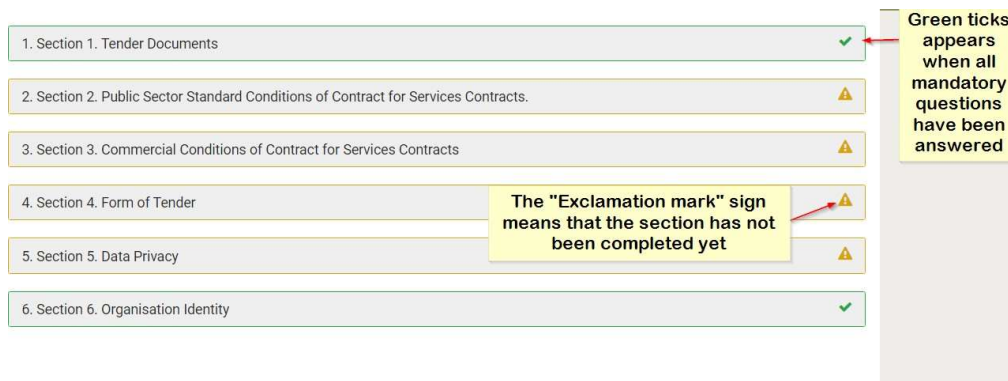 1. Section 1. Tender Documents
Green ticks
appears
when all
mandatory
questions
have been
answered
2. Section 2. Public Sector Standard Conditions of Contract for Services Contracts.
3. Section 3. Commercial Conditions of Contract for Services Contracts
4. Section 4. Form of Tender
The "Exclamation mark" sign
means that the section has not
been completed yet
5. Section 5. Data Privacy
6. Section 6. Organisation Identity